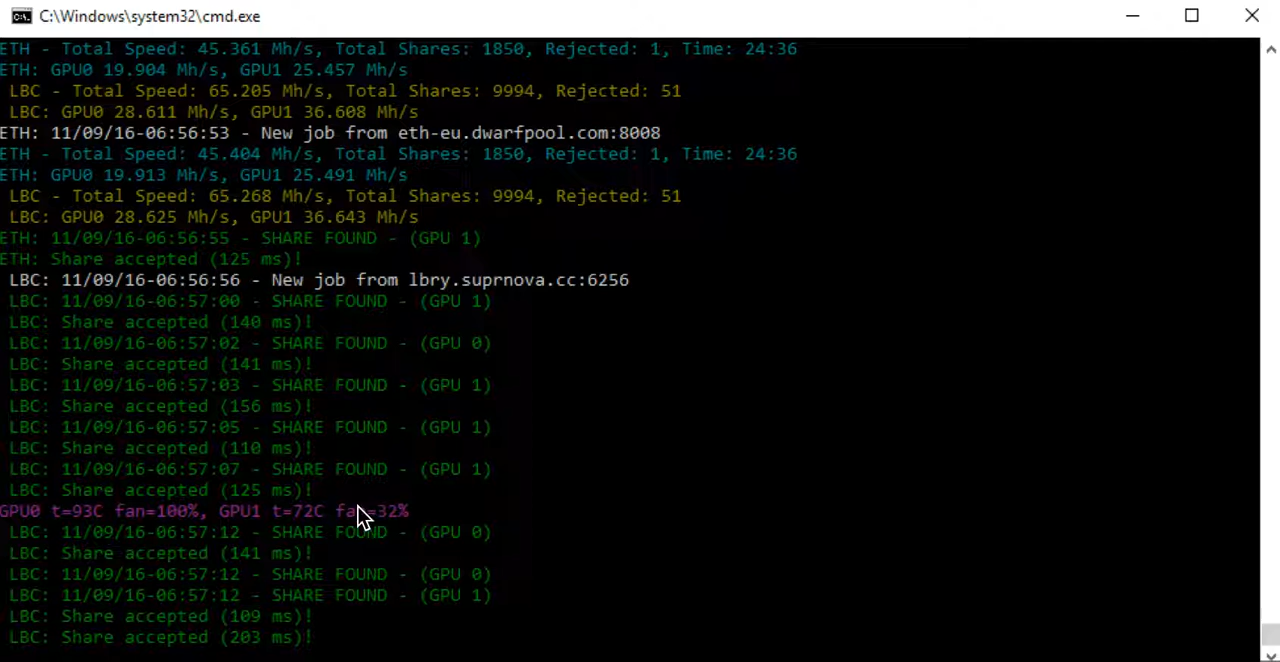 C:\Windows\system32\cmd.exe
ETH - Total Speed: 45.361 Mh/s, Total Shares: 1850, Rejected: 1, Time: 24:36
ETH: GPU0 19.904 Mh/s, GPU1 25.457 Mh/s
LBC - Total Speed: 65.205 Mh/s, Total Shares: 9994, Rejected: 51
LBC: GPU0 28.611 Mh/s, GPU1 36.608 Mh/s
ETH: 11/09/16-06:56:53 - New job from eth-eu.dwarfpool.com:8008
ETH - Total Speed: 45.404 Mh/s, Total Shares: 1850, Rejected: 1, Time: 24:36
ETH: GPU0 19.913 Mh/s, GPU1 25.491 Mh/s
LBC - Total Speed: 65.268 Mh/s, Total Shares: 9994, Rejected: 51
LBC: GPU0 28.625 Mh/s, GPU1 36.643 Mh/s
ETH: 11/09/16-06:56:55 - SHARE FOUND - (GPU 1)
ETH: Share accepted (125 ms)!
LBC: 11/09/16-06:56:56 - New job from lbry.suprnova.cc:6256
LBC: 11/09/16-06:57:00 - SHARE FOUND - (GPU 1)
LBC: Share accepted (140 ms)!
LBC: 11/09/16-06:57:02 - SHARE FOUND - (GPU 0)
LBC: Share accepted (141 ms)!
LBC: 11/09/16-06:57:03 - SHARE FOUND - (GPU 1)
LBC: Share accepted (156 ms)!
LBC: 11/09/16-06:57:05 - SHARE FOUND - (GPU 1)
LBC: Share accepted (110 ms)!
LBC: 11/09/16-06:57:07 - SHARE FOUND - (GPU 1)
LBC: Share accepted (125 ms)!
GPU0 t=93C fan=100%, GPU1 t=72C fan=32%
LBC: 11/09/16-06:57:12 - SHARE FOUND - (GPU 0)
LBC: Share accepted (141 ms)!
LBC: 11/09/16-06:57:12 - SHARE FOUND - (GPU 0)
LBC: 11/09/16-06:57:12 - SHARE FOUND - (GPU 1)
LBC: Share accepted (109 ms)!
LBC: Share accepted (203 ms)!